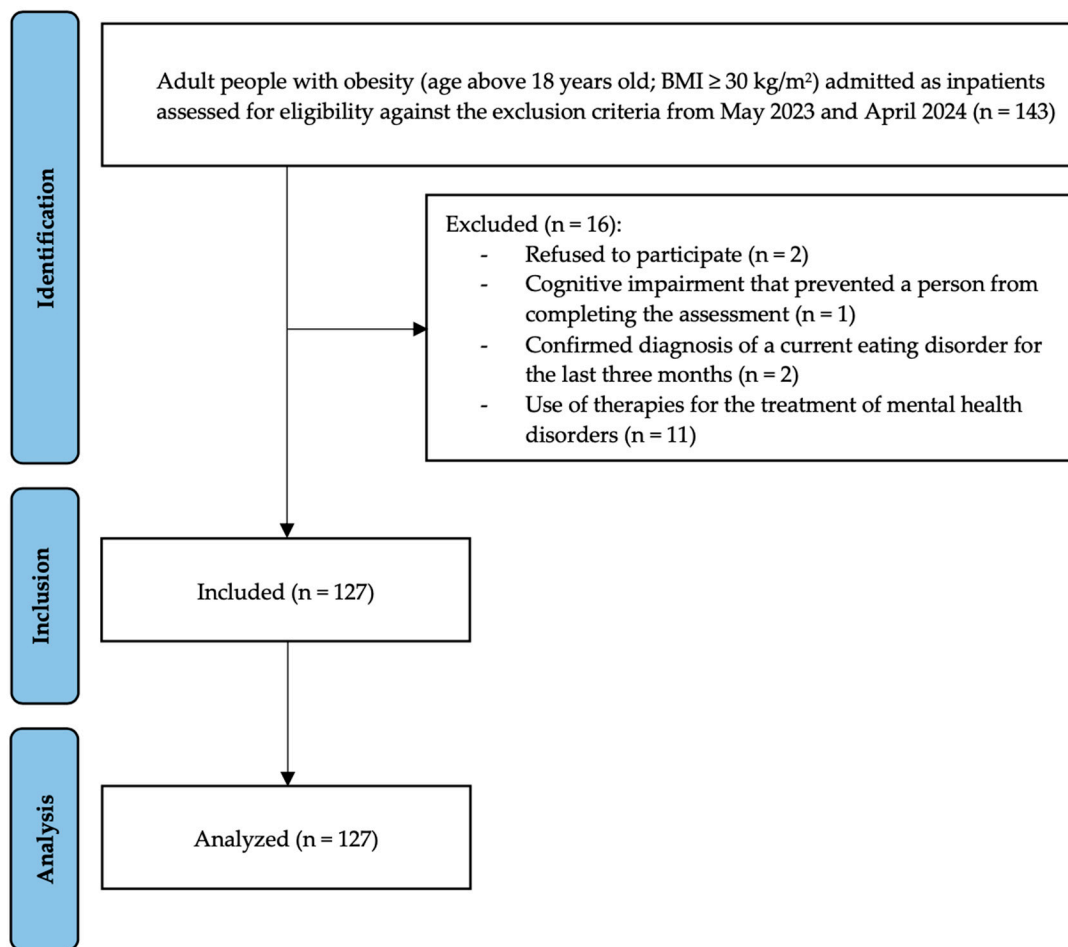 Identification
Adult people with obesity (age above 18 years old; BMI ≥ 30 kg/m²) admitted as inpatients
assessed for eligibility against the exclusion criteria from May 2023 and April 2024 (n = 143)
Excluded (n = 16):
- Refused to participate (n = 2)
- Cognitive impairment that prevented a person from
completing the assessment (n = 1)
- Confirmed diagnosis of a current eating disorder for
the last three months (n = 2)
- Use of therapies for the treatment of mental health
disorders (n = 11)
Inclusion
Included (n = 127)
Analysis
Analyzed (n = 127)